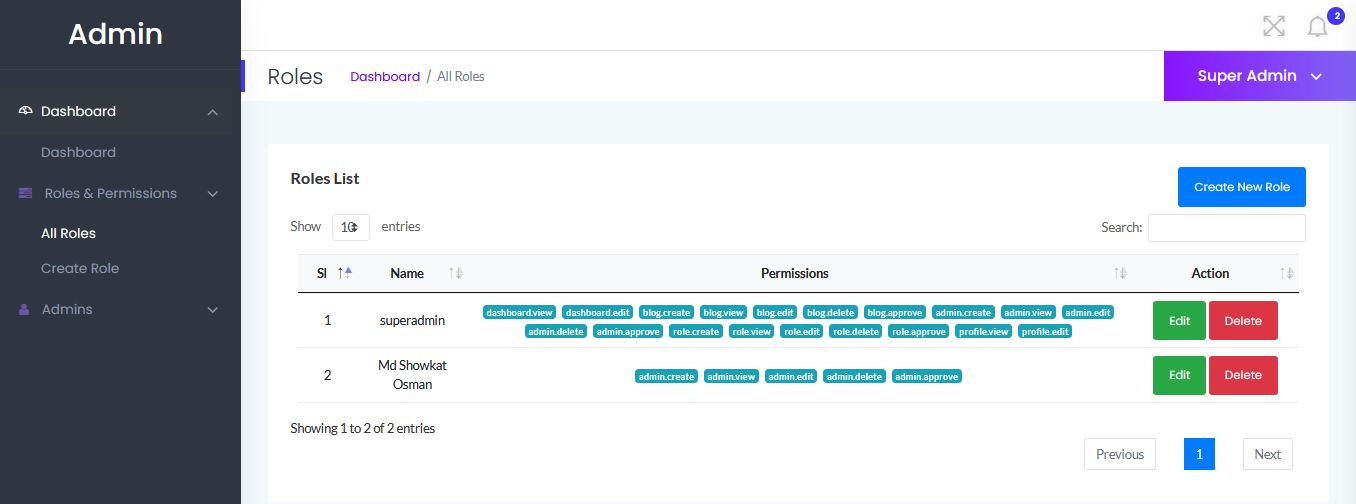 Admin
2
Roles Dashboard / All Roles Super Admin
Dashboard
Dashboard
Roles & Permissions
All Roles
Create Role
Admins
Roles List
Create New Role
Show 10 entries Search:
Sl Name Permissions Action
1 superadmin dashboard.view dashboard.edit blog.create blog.view blog.edit blog.delete blog.approve admin.create admin.view admin.edit
admin.delete admin.approve role.create role.view role.edit role.delete role.approve profile.view profile.edit
Edit Delete
2 Md Showkat
Osman
admin.create admin.view admin.edit admin.delete admin.approve
Edit Delete
Showing 1 to 2 of 2 entries
Previous 1 Next